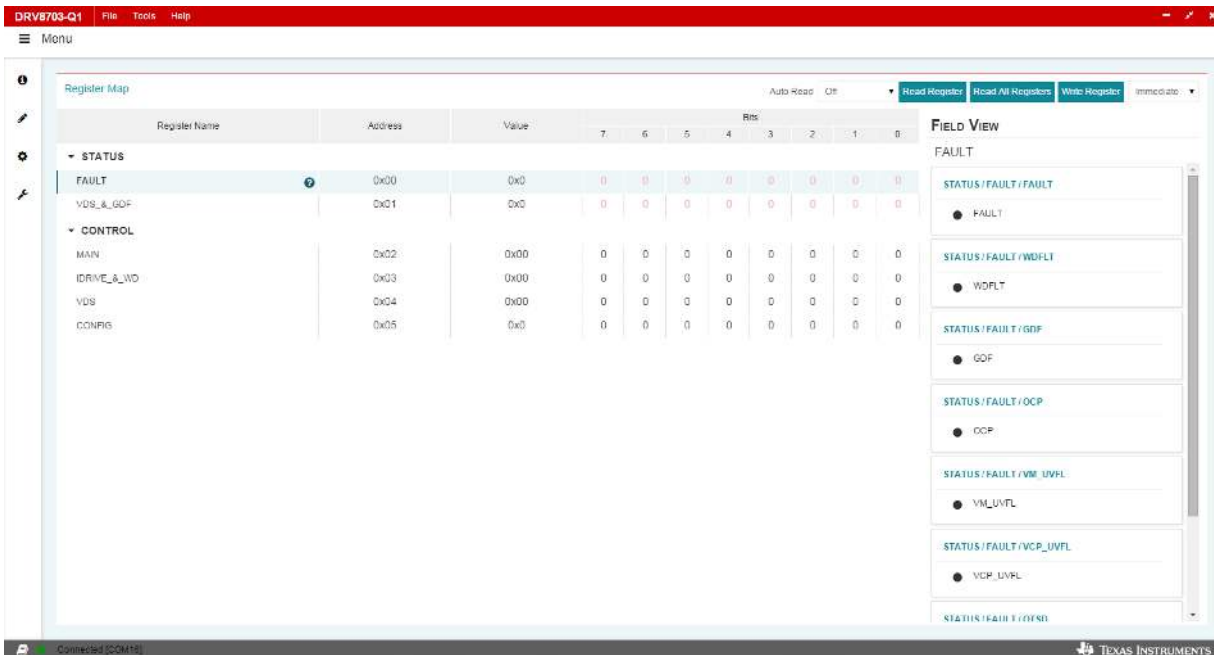 DRV8703-Q1 File Tools Help
Menu
Register Map
Auto Read Off Read Register Read All Registers Write Register Immediate
Register Name Address Value Bits
7 6 5 4 3 2 1 0
STATUS
FAULT 0x00 0x0 0 0 0 0 0 0 0 0
VDS_&_GDF 0x01 0x0 0 0 0 0 0 0 0 0
CONTROL
MAIN 0x02 0x00 0 0 0 0 0 0 0 0
IDRIVE_&_WD 0x03 0x00 0 0 0 0 0 0 0 0
VDS 0x04 0x00 0 0 0 0 0 0 0 0
CONFIG 0x05 0x0 0 0 0 0 0 0 0 0
FIELD VIEW
FAULT
STATUS / FAULT / FAULT
FAULT
STATUS / FAULT / WDFLT
WDFLT
STATUS / FAULT / GDF
GDF
STATUS / FAULT / OCP
OCP
STATUS / FAULT / VM_UVFL
VM_UVFL
STATUS / FAULT / VCP_UVFL
VCP_UVFL
STATUS / FAULT / OTSD
Connected [COM16]
TEXAS INSTRUMENTS